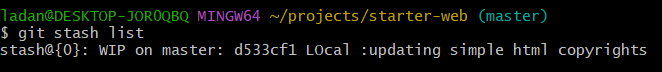 ladan@DESKTOP-JOROQBQ MINGW64 ~/projects/starter-web (master)
$ git stash list
stash@{0}: WIP on master: d533cf1 LOcal :updating simple html copyrights